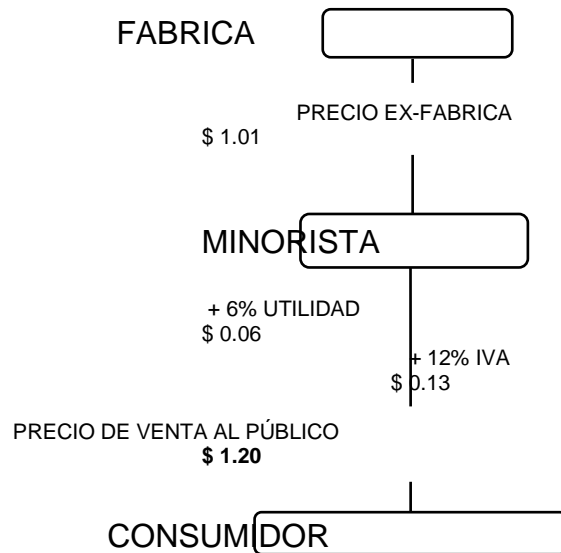 FABRICA
PRECIO EX-FABRICA
$ 1.01
MINORISTA
+ 6% UTILIDAD
$ 0.06
+ 12% IVA
$ 0.13
PRECIO DE VENTA AL PÚBLICO
$ 1.20
CONSUMIDOR